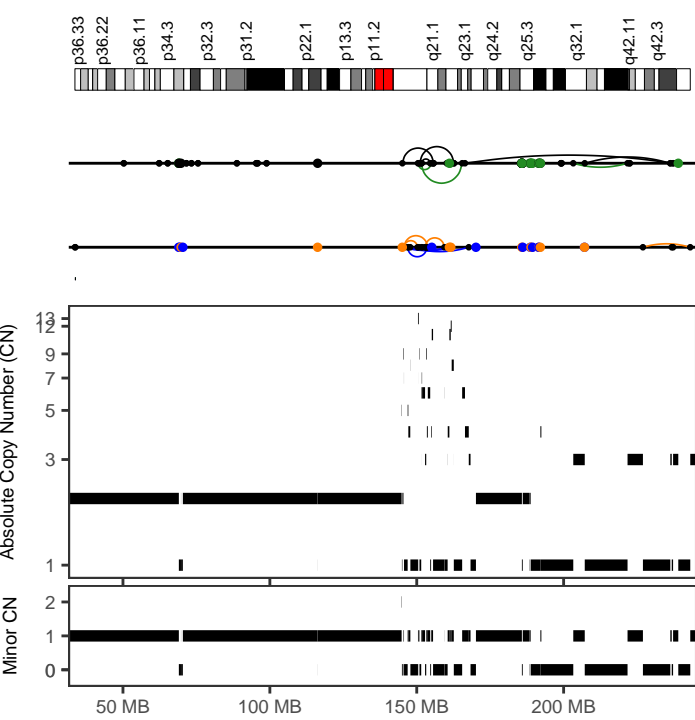 p36.33
p36.22
p36.11
p34.3
p32.3
p31.2
p22.1
p13.3
p11.2
q21.1
q23.1
q24.2
q25.3
q32.1
q42.11
q42.3
Absolute Copy Number (CN)
13
12
9
7
5
3
1
Minor CN
2
1
0
50 MB
100 MB
150 MB
200 MB